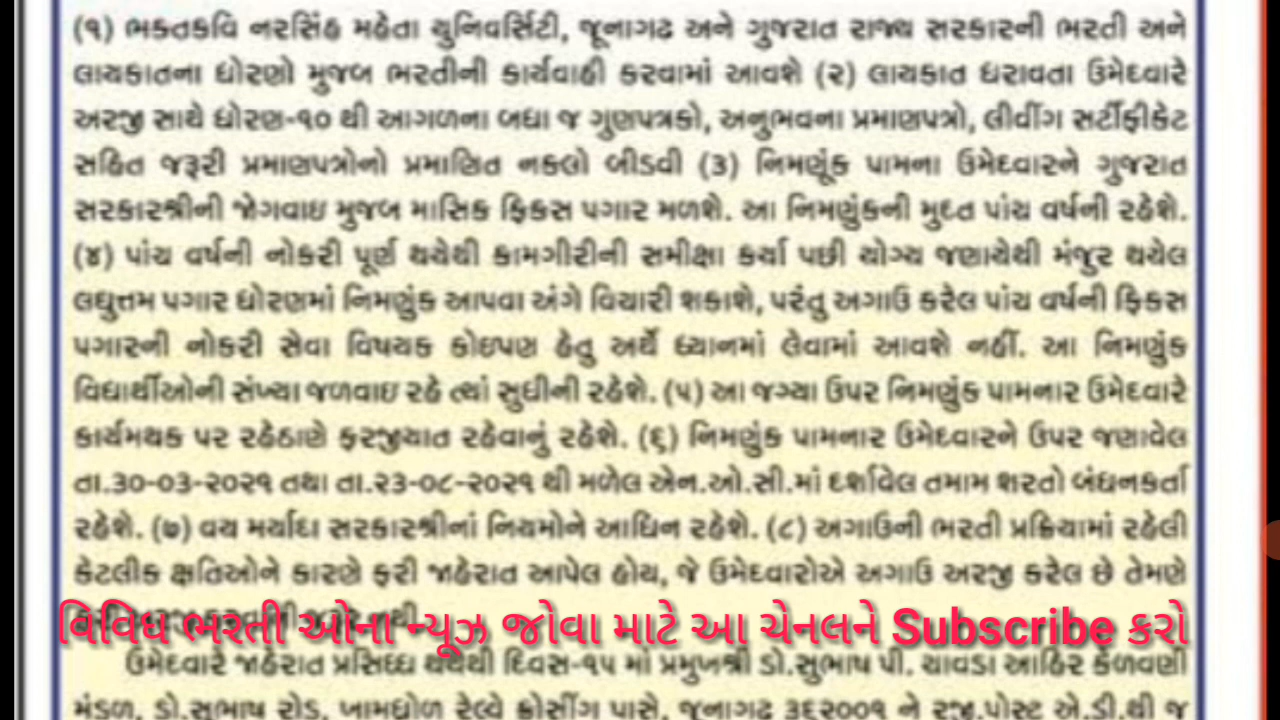 (૧) ભકતકવિ નરસિંહ મહેતા યુનિવર્સિટી, જૂનાગઢ અને ગુજરાત રાજ્ય સરકારની ભરતી અને
લાયકાતના ધોરણો મુજબ ભરતીની કાર્યવાહી કરવામાં આવશે (૨) લાયકાત ધરાવતા ઉમેદવારે
અરજી સાથે ધોરણ-૧૦ થી આગળના બધા જ ગુણપત્રકો, અનુભવના પ્રમાણપત્રો, લીવીંગ સર્ટીફીકેટ
સહિત જરૂરી પ્રમાણપત્રોનો પ્રમાણિત નકલો બીડવી (૩) નિમણૂંક પામના ઉમેદવારને ગુજરાત
સરકારશ્રીની જોગવાઇ મુજબ માસિક ફિકસ પગાર મળશે. આ નિમણુંકની મુદત પાંચ વર્ષની રહેશે.
(૪) પાંચ વર્ષની નોકરી પૂર્ણ થયેથી કામગીરીની સમીક્ષા કર્યા પછી યોગ્ય જણાયેથી મંજુર થયેલ
લઘુત્તમ પગાર ધોરણમાં નિમણુંક આપવા અંગે વિચારી શકાશે, પરંતુ અગાઉ કરેલ પાંચ વર્ષની ફિકસ
પગારની નોકરી સેવા વિષયક કોઇપણ હેતુ અર્થે ધ્યાનમાં લેવામાં આવશે નહીં. આ નિમણુંક
વિદ્યાર્થીઓની સંખ્યા જળવાઇ રહે ત્યાં સુધીની રહેશે. (૫) આ જગ્યા ઉપર નિમણુંક પામનાર ઉમેદવારે
કાર્યમથક પર રહેઠાણે ફરજીયાત રહેવાનું રહેશે. (૬) નિમણુંક પામનાર ઉમેદવારને ઉપર જણાવેલ
તા.૩૦-૦૩-૨૦૨૧ તથા તા.૨૩-૦૮-૨૦૨૧ થી મળેલ એન.ઓ.સી.માં દર્શાવેલ તમામ શરતો બંધનકર્તા
રહેશે. (૭) વય મર્યાદા સરકારશ્રીનાં નિયમોને આધિન રહેશે. (૮) અગાઉની ભરતી પ્રક્રિયામાં રહેલી
કેટલીક ક્ષતિઓને કારણે ફરી જાહેરાત આપેલ હોય, જે ઉમેદવારોએ અગાઉ અરજી કરેલ છે તેમણે
વિવિધ ભરતી ઓના ન્યૂઝ જોવા માટે આ ચેનલને Subscribe કરો
ઉમેદવારે જાહેરાત પ્રસિધ્ધ થયેથી દિવસ-૧૫ માં પ્રમુખશ્રી ડો.સુભાષ પી. ચાવડા આહિર કેળવણી
મંડળ, ડો.સુભાષ રોડ, ખામધ્રોળ રેલ્વે ક્રોસીંગ પાસે, જૂનાગઢ ૩૬૨૦૦૧ ને રજી.પોસ્ટ એ.ડી.થી જ